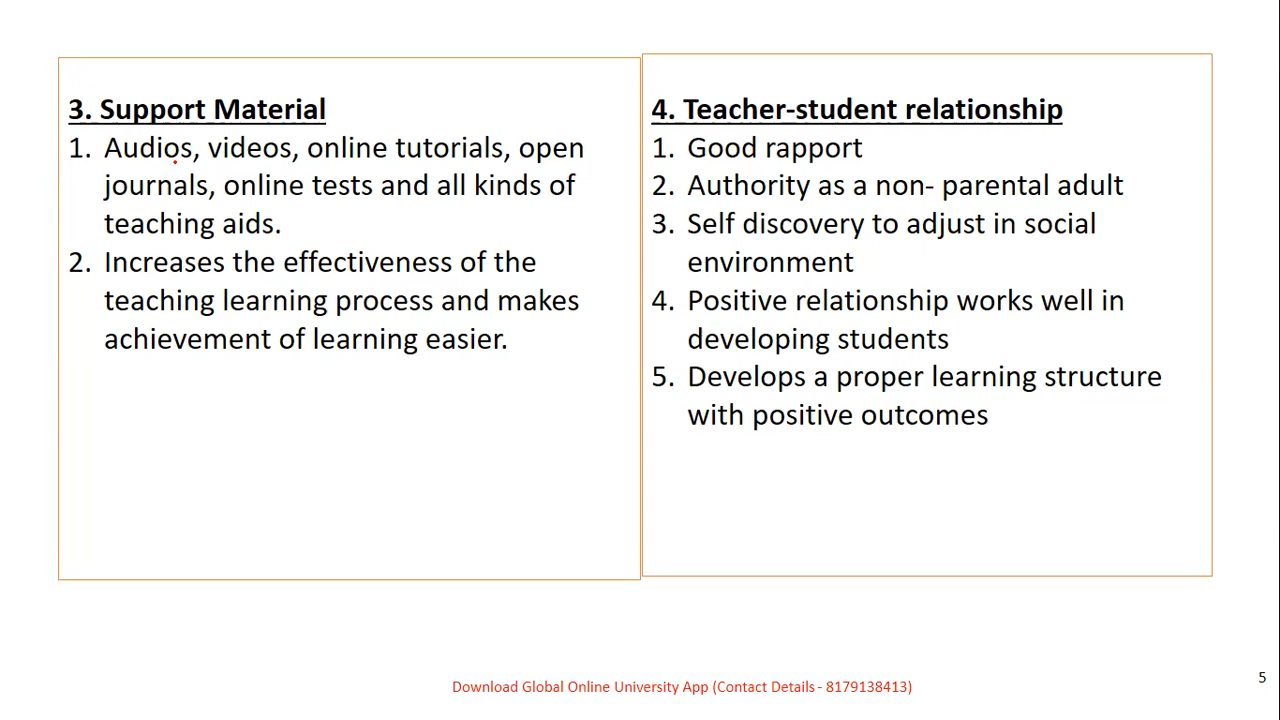 3. Support Material
1. Audios, videos, online tutorials, open
journals, online tests and all kinds of
teaching aids.
2. Increases the effectiveness of the
teaching learning process and makes
achievement of learning easier.
4. Teacher-student relationship
1. Good rapport
2. Authority as a non- parental adult
3. Self discovery to adjust in social
environment
4. Positive relationship works well in
developing students
5. Develops a proper learning structure
with positive outcomes
Download Global Online University App (Contact Details - 8179138413)
5